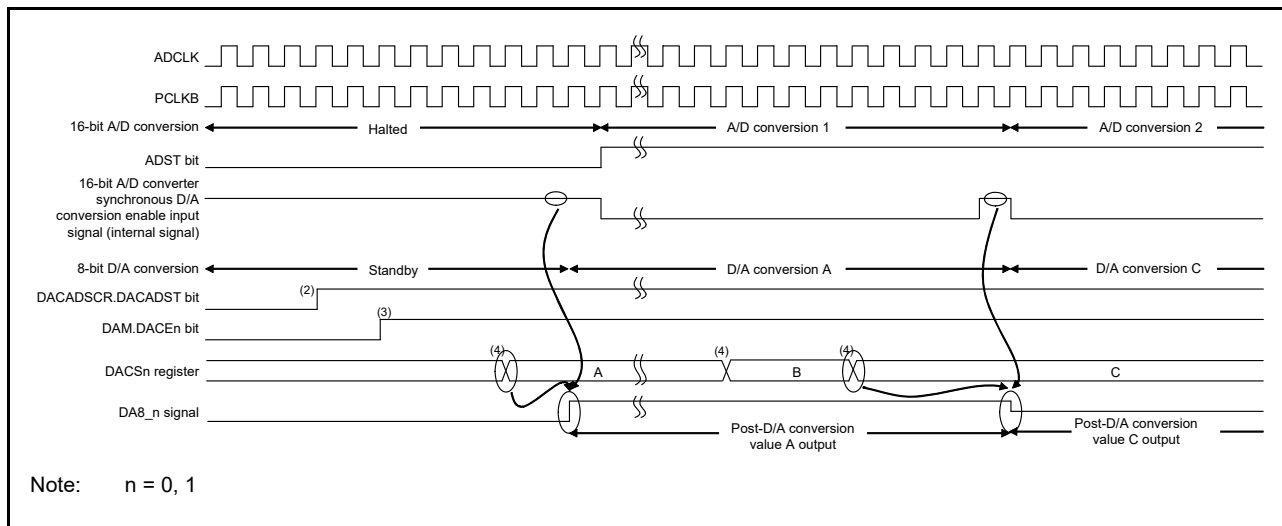 ADCLK
PCLKB
16-bit A/D conversion
Halted
A/D conversion 1
A/D conversion 2
ADST bit
16-bit A/D converter
synchronous D/A
conversion enable input
signal (internal signal)
8-bit D/A conversion
Standby
D/A conversion A
D/A conversion C
DACADSCR.DACADST bit
(2)
DAM.DACEn bit
(3)
(4)
(4)
(4)
DACSn register
A
B
C
DA8_n signal
Post-D/A conversion
value A output
Post-D/A conversion
value C output
Note: n = 0, 1